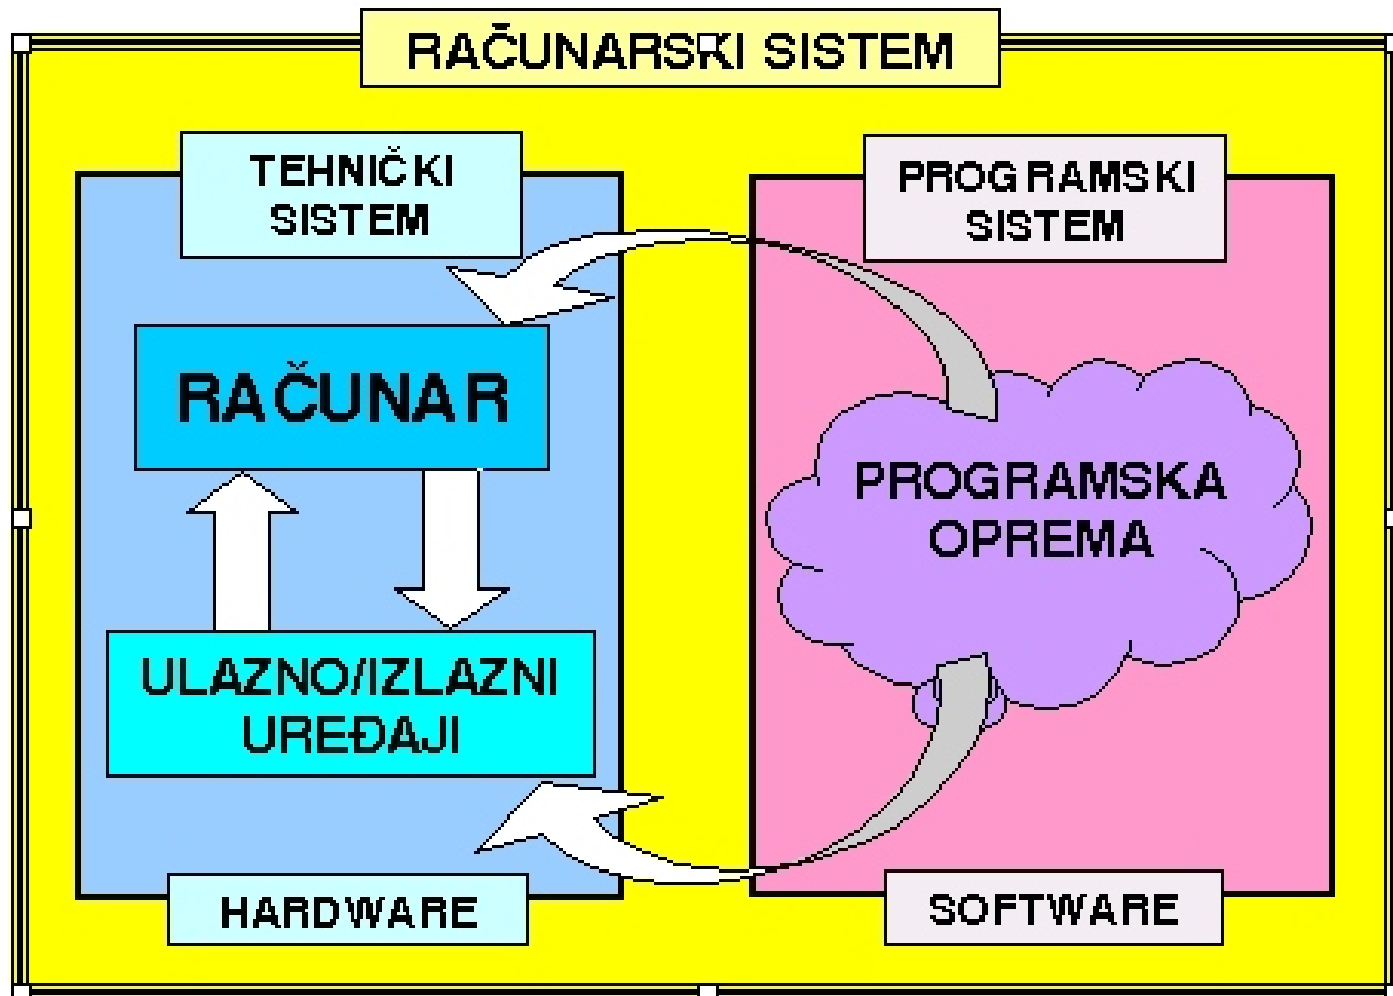 RAČUNARSKI SISTEM
TEHNIČKI
SISTEM
PROGRAMSKI
SISTEM
RAČUNAR
PROGRAMSKA
OPREMA
ULAZNO/IZLAZNI
UREĐAJI
HARDWARE
SOFTWARE